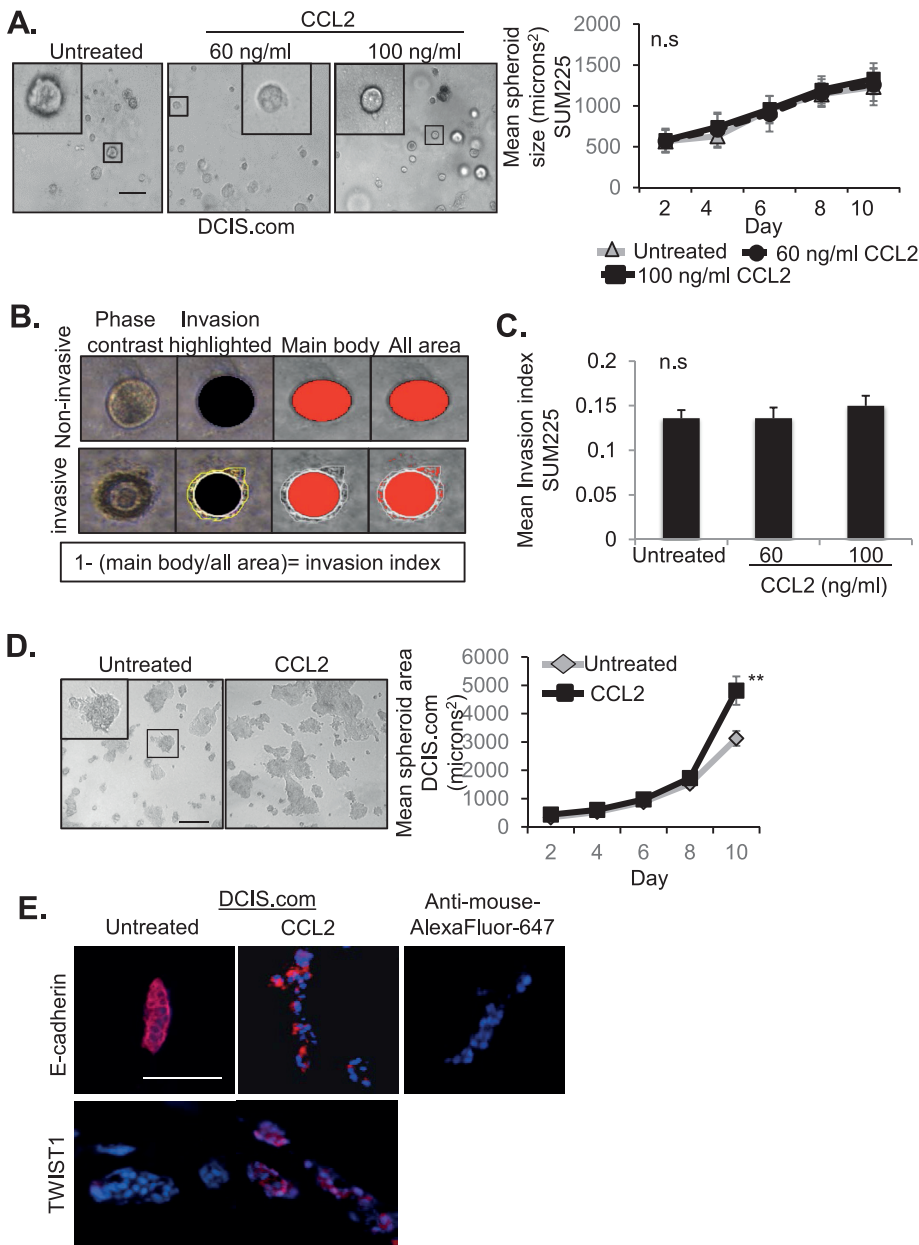 A.
CCL2
Untreated
60 ng/ml
100 ng/ml
DCIS.com
Mean spheroid
size (microns²)
SUM225
2000
1500
1000
500
0
n.s
2 4 6 8 10
Day
Untreated
60 ng/ml CCL2
100 ng/ml CCL2
B.
Phase
contrast
Invasion
highlighted
Main body
All area
Non-invasive
invasive
1- (main body/all area)= invasion index
C.
Mean Invasion index
SUM225
0.2
0.15
0.1
0.05
0
n.s
Untreated
60
100
CCL2 (ng/ml)
D.
Untreated
CCL2
Mean spheroid area
DCIS.com
(microns²)
6000
5000
4000
3000
2000
1000
0
Untreated
CCL2
**
2 4 6 8 10
Day
E.
DCIS.com
Untreated
CCL2
Anti-mouse-
AlexaFluor-647
E-cadherin
TWIST1